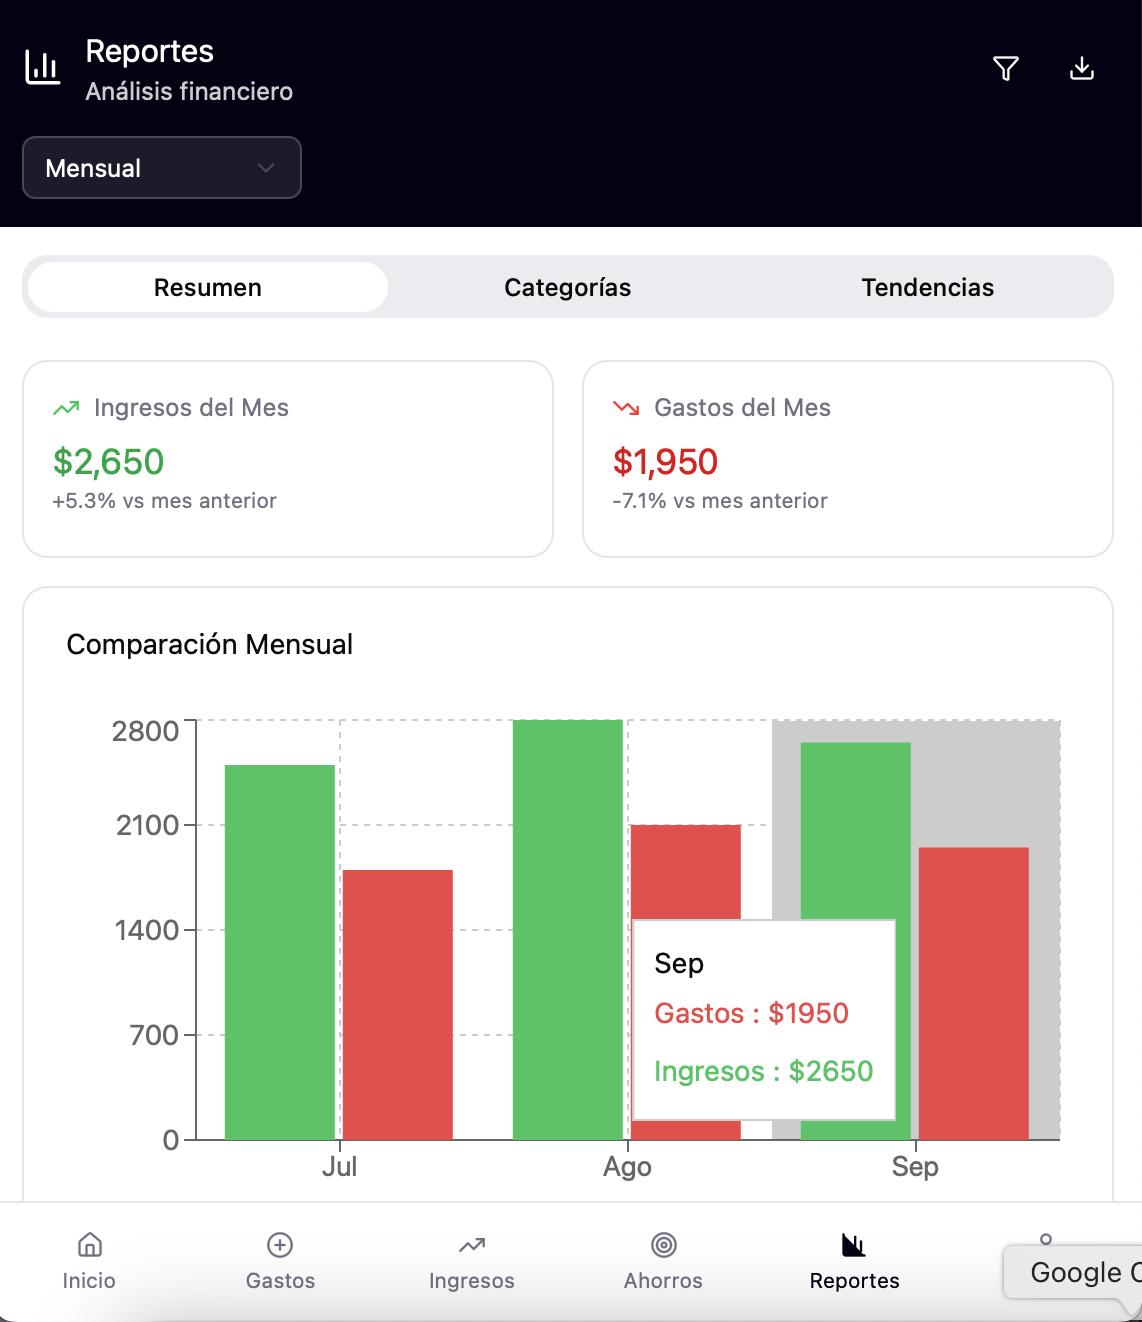 Reportes
Análisis financiero
Mensual
Resumen
Categorías
Tendencias
Ingresos del Mes
$2,650
+5.3% vs mes anterior
Gastos del Mes
$1,950
-7.1% vs mes anterior
Comparación Mensual
2800
2100
1400
700
0
Sep
Gastos : $1950
Ingresos : $2650
Jul
Ago
Sep
Inicio
Gastos
Ingresos
Ahorros
Reportes
Google